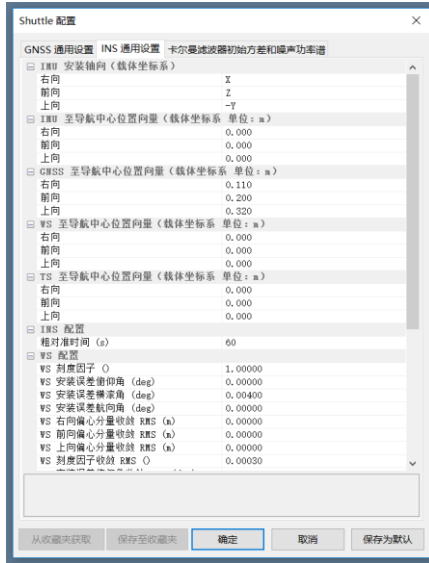 Shuttle 配置
GNSS 通用设置 INS 通用设置 卡尔曼滤波器初始方差和噪声功率谱
IMU 安装轴向（载体坐标系）
右向 X
前向 Z
上向 -Y
IMU 至导航中心位置向量（载体坐标系 单位：m）
右向 0.000
前向 0.000
上向 0.000
GNSS 至导航中心位置向量（载体坐标系 单位：m）
右向 0.110
前向 0.200
上向 0.320
WS 至导航中心位置向量（载体坐标系 单位：m）
右向 0.000
前向 0.000
上向 0.000
TS 至导航中心位置向量（载体坐标系 单位：m）
右向 0.000
前向 0.000
上向 0.000
INS 配置
粗对准时间 (s) 60
WS 配置
WS 刻度因子 () 1.00000
WS 安装误差俯仰角 (deg) 0.00000
WS 安装误差横滚角 (deg) 0.00400
WS 安装误差航向角 (deg) 0.00000
WS 右向偏心分量收敛 RMS (m) 0.00000
WS 前向偏心分量收敛 RMS (m) 0.00000
WS 上向偏心分量收敛 RMS (m) 0.00000
WS 刻度因子收敛 RMS () 0.00030
从收藏夹获取 保存至收藏夹 确定 取消 保存为默认